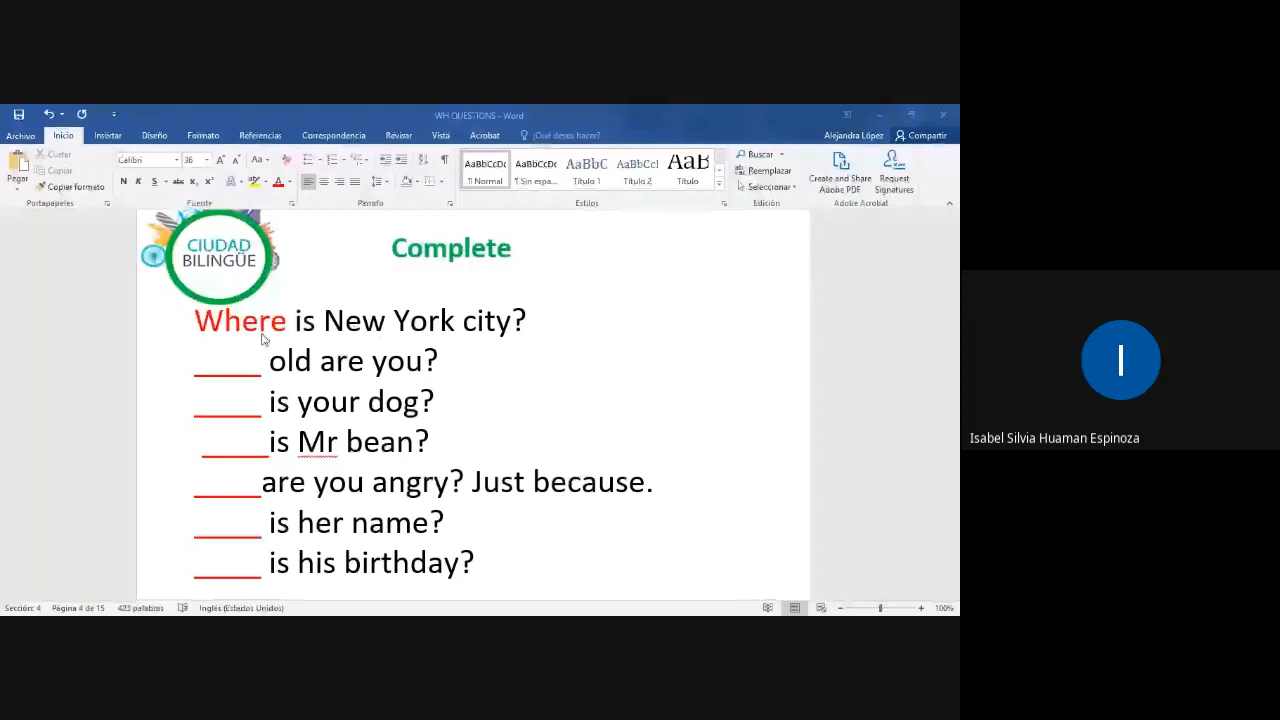 WH QUESTIONS - Word
Archivo Inicio Insertar Diseño Formato Referencias Correspondencia Revisar Vista Acrobat ¿Qué desea hacer? Alejandra López Compartir
Pegar
Cortar
Copiar
Copiar formato
Portapapeles
Calibri 36
N K S abc x₂ x²
Fuente
Párrafo
AaBbCcDc AaBbCcDc AaBbC AaBbCcI AaB
¶ Normal ¶ Sin espa... Título 1 Título 2 Título
Estilos
Buscar
Reemplazar
Seleccionar
Edición
Create and Share Adobe PDF
Request Signatures
Adobe Acrobat
CIUDAD
BILINGÜE
Complete
Where is New York city?
_____ old are you?
_____ is your dog?
_____is Mr bean?
_____are you angry? Just because.
_____ is her name?
_____ is his birthday?
Sección: 4 Página 4 de 15 423 palabras Inglés (Estados Unidos) 100%
I
Isabel Silvia Huaman Espinoza